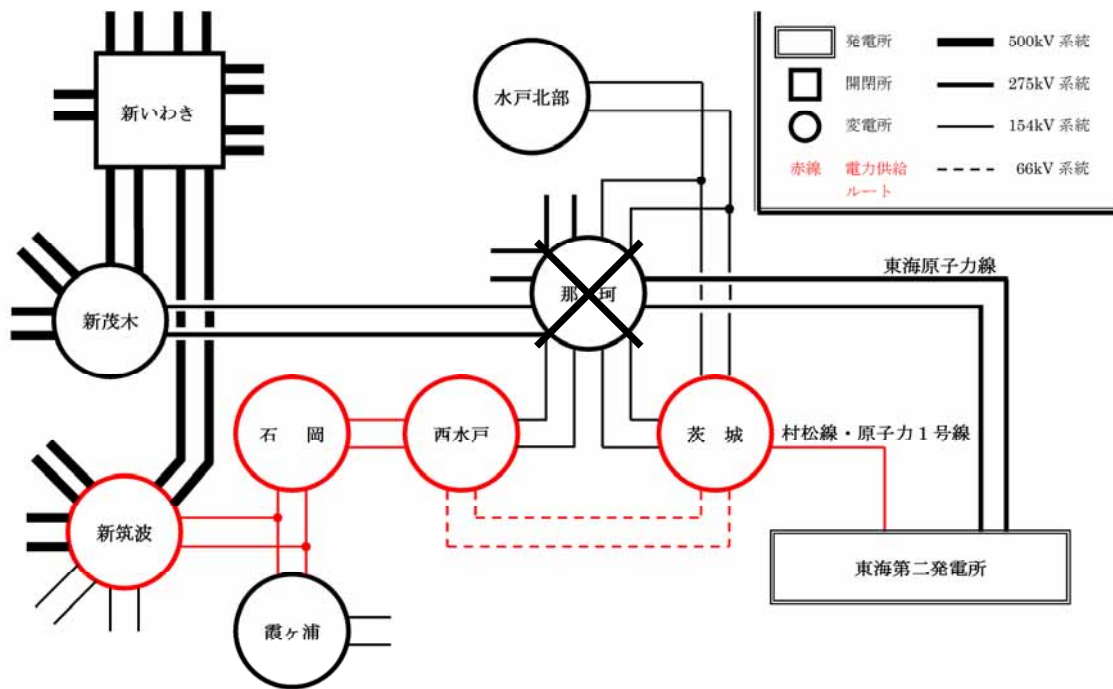 発電所
500kV 系統
開閉所
275kV 系統
変電所
154kV 系統
赤線
電力供給
ルート
66kV 系統
新いわき
水戸北部
東海原子力線
那珂
新茂木
石岡
西水戸
茨城
村松線・原子力1号線
新筑波
東海第二発電所
霞ヶ浦